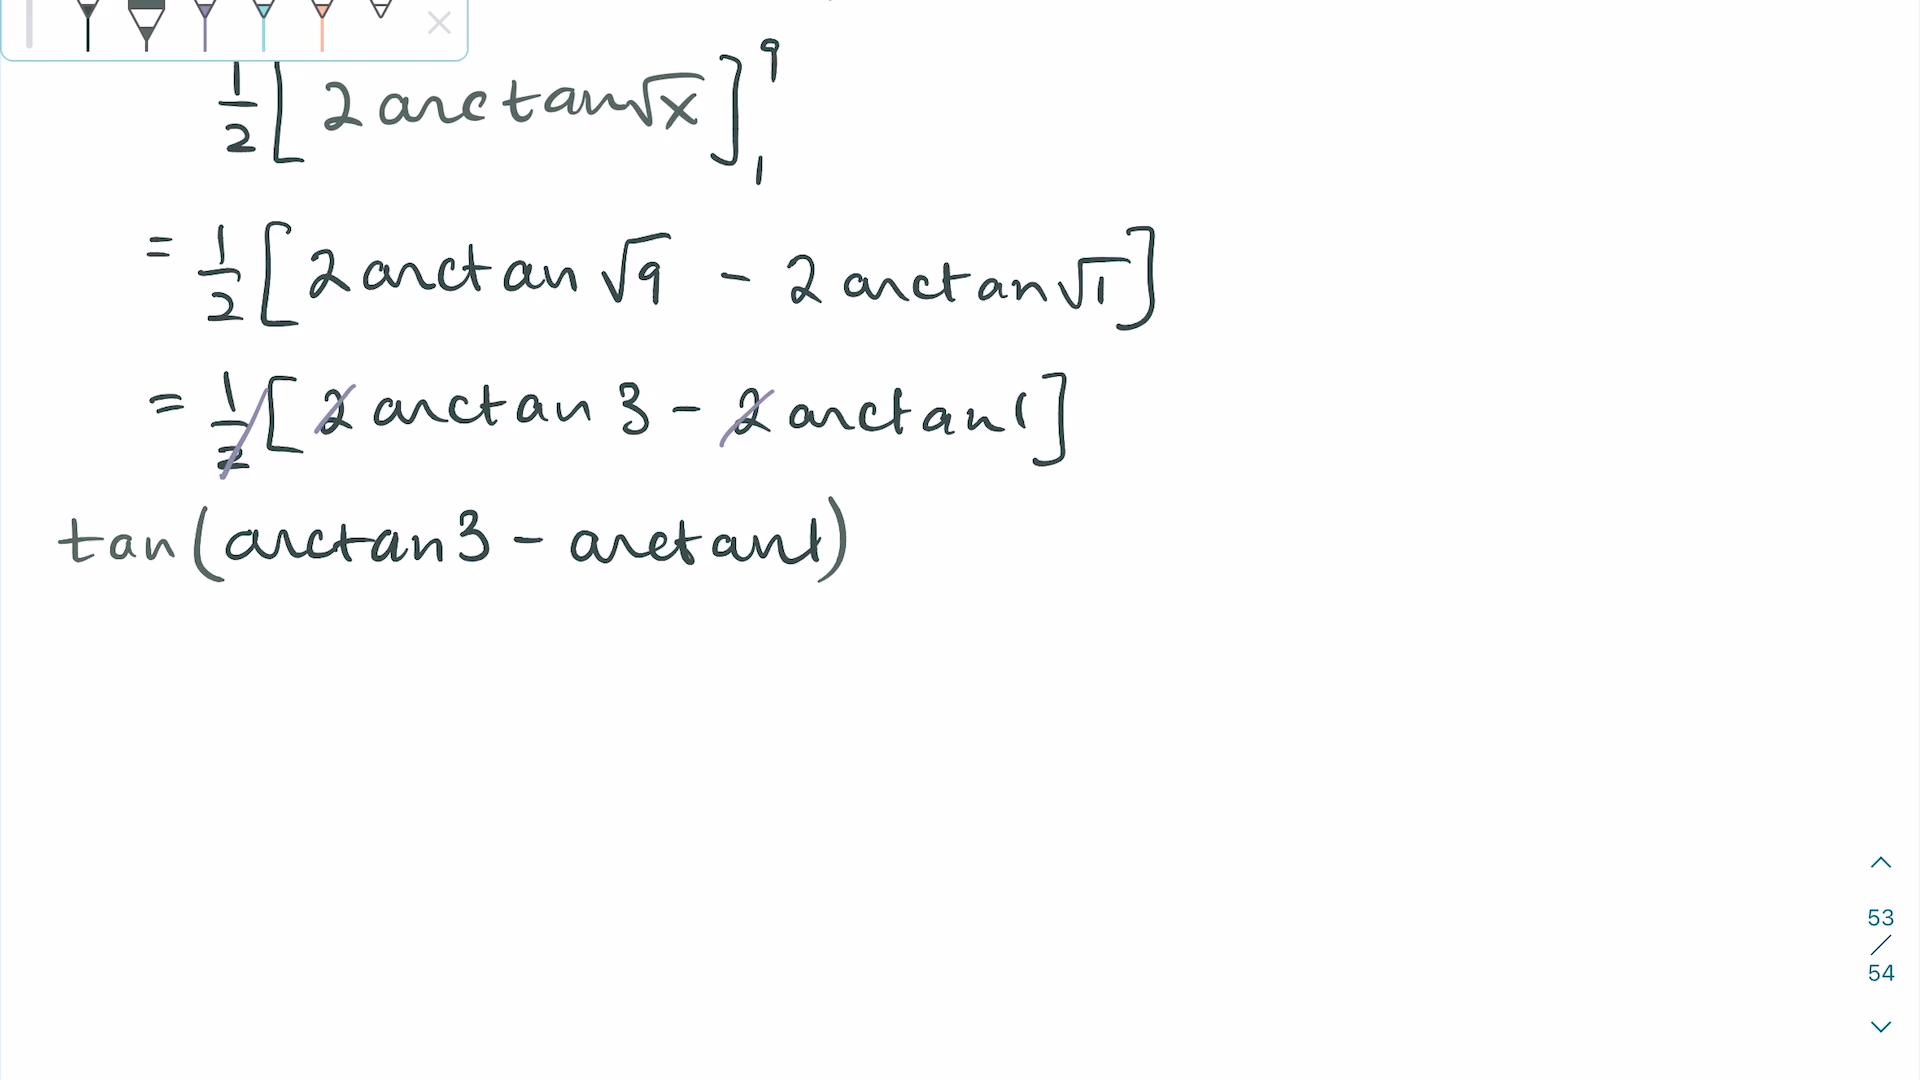 1/2 [ 2 arctan √x ]₁⁹
= 1/2 [ 2 arctan √9 - 2 arctan √1 ]
= 1/2 [ 2 arctan 3 - 2 arctan 1 ]
tan ( arctan 3 - arctan 1 )
53
/
54